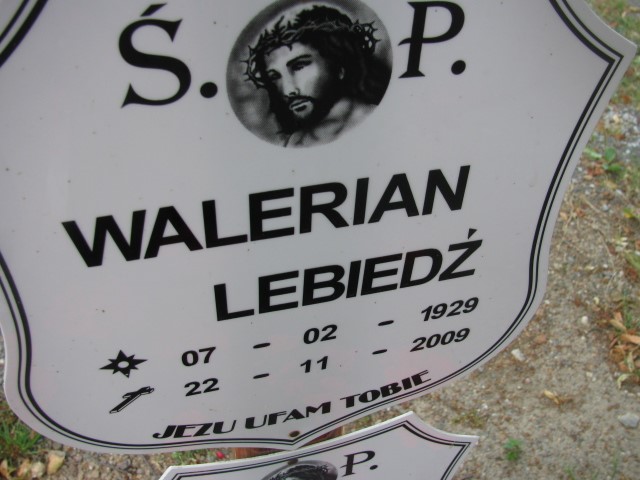 Ś. P.
WALERIAN
LEBIEDŹ
07 - 02 - 1929
22 - 11 - 2009
JEZU UFAM TOBIE
P.